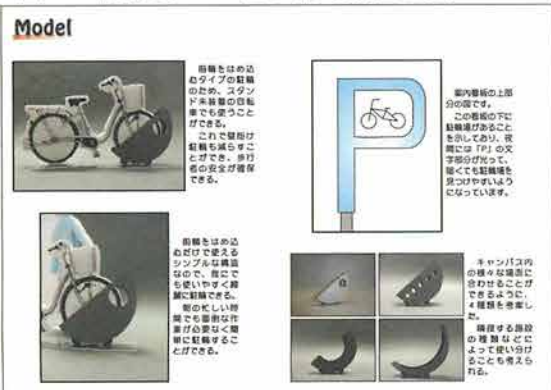 Model
前輪をはめ込
むタイプの駐輪
のため、スタン
ド未装着の自転
車でも使うこと
ができる。
これで壁掛け
駐輪も減らすこ
とができ、歩行
者の安全が確保
できる。
前輪をはめ込
むだけで使える
シンプルな構造
なので、誰にで
も使いやすく綺
麗に駐輪できる。
朝の忙しい時
間でも面倒な作
業が必要なく簡
単に駐輪するこ
とができる。
P
案内看板の上部
分の図です。
この看板の下に
駐輪場があること
を示しており、夜
間には「P」の文
字部分が光って、
暗くても駐輪場を
見つけやすいよう
になっています。
キャンパス内
の様々な場面に
合わせることが
できるように、
4種類を考案し
た。
隣接する施設
の種類などに
よって使い分け
ることも考えら
れる。